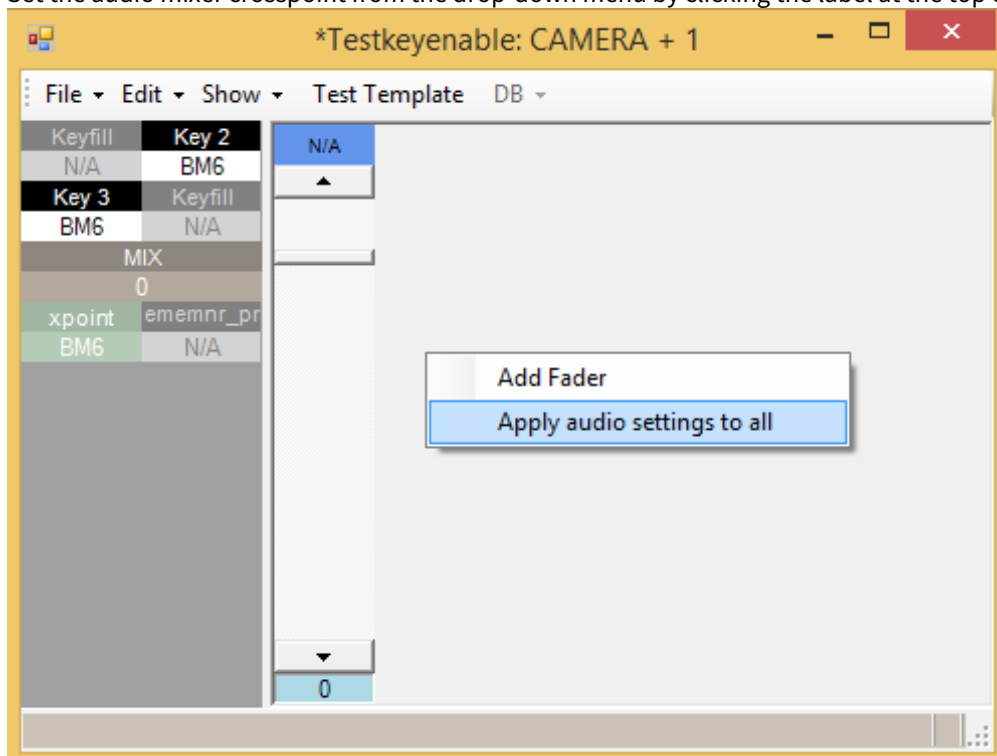 Set the audio mixer crosspoint from the drop-down menu by clicking the label at the top
*Testkeyenable: CAMERA + 1
File Edit Show Test Template DB
Keyfill Key 2
N/A BM6
Key 3 Keyfill
BM6 N/A
MIX
0
xpoint ememnr_pr
BM6 N/A
N/A
Add Fader
Apply audio settings to all
0